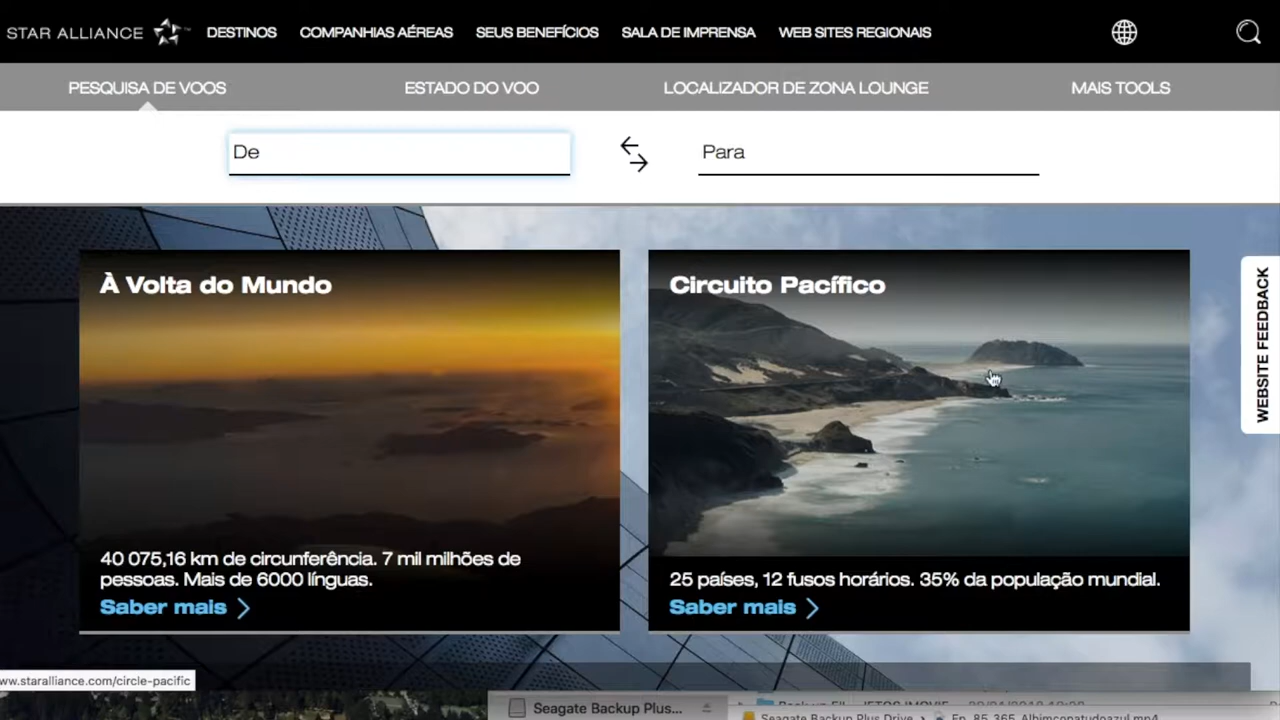 STAR ALLIANCE
DESTINOS
COMPANHIAS AÉREAS
SEUS BENEFÍCIOS
SALA DE IMPRENSA
WEB SITES REGIONAIS
PESQUISA DE VOOS
ESTADO DO VOO
LOCALIZADOR DE ZONA LOUNGE
MAIS TOOLS
De
Para
À Volta do Mundo
40 075,16 km de circunferência. 7 mil milhões de
pessoas. Mais de 6000 línguas.
Saber mais
Circuito Pacífico
25 países, 12 fusos horários. 35% da população mundial.
Saber mais
WEBSITE FEEDBACK
ww.staralliance.com/circle-pacific
Seagate Backup Plus...
Seagate Backup Plus Drive